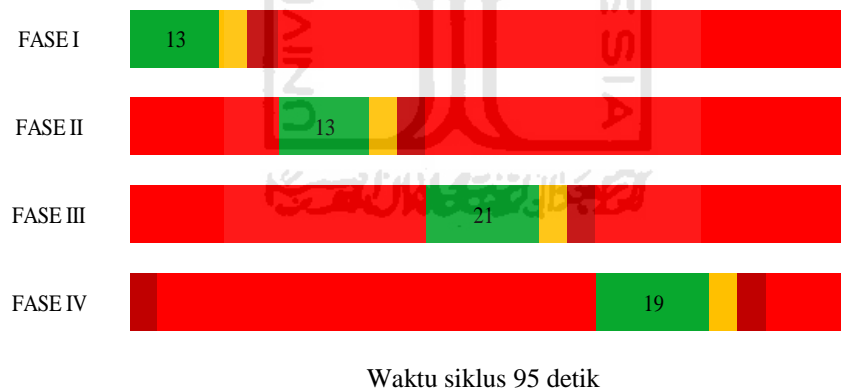 FASE I 13
FASE II 13
FASE III 21
FASE IV 19
Waktu siklus 95 detik